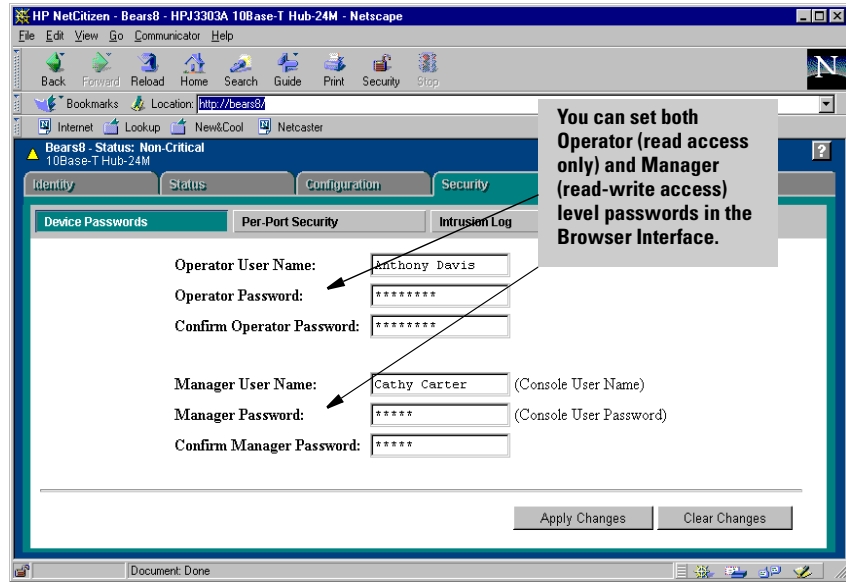 HP NetCitizen - Bears8 - HPJ3303A 10Base-T Hub-24M - Netscape
File Edit View Go Communicator Help
Back Forward Reload Home Search Guide Print Security Stop
N
Bookmarks Location: http://bears8/
Internet Lookup New&Cool Netcaster
Bears8 - Status: Non-Critical
10Base-T Hub-24M
?
Identity Status Configuration Security
Device Passwords Per-Port Security Intrusion Log
You can set both
Operator (read access
only) and Manager
(read-write access)
level passwords in the
Browser Interface.
Operator User Name: Anthony Davis
Operator Password: ********
Confirm Operator Password: ********
Manager User Name: Cathy Carter (Console User Name)
Manager Password: ***** (Console User Password)
Confirm Manager Password: *****
Apply Changes Clear Changes
Document: Done